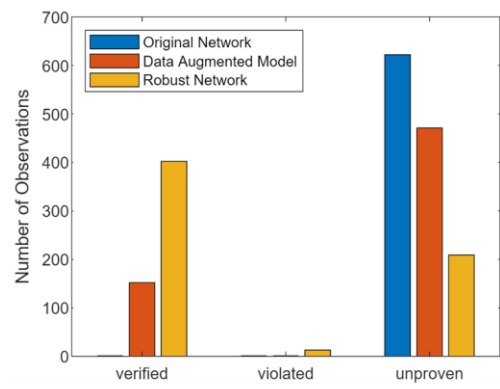 700
600
500
400
300
200
100
0
Number of Observations
Original Network
Data Augmented Model
Robust Network
verified violated unproven